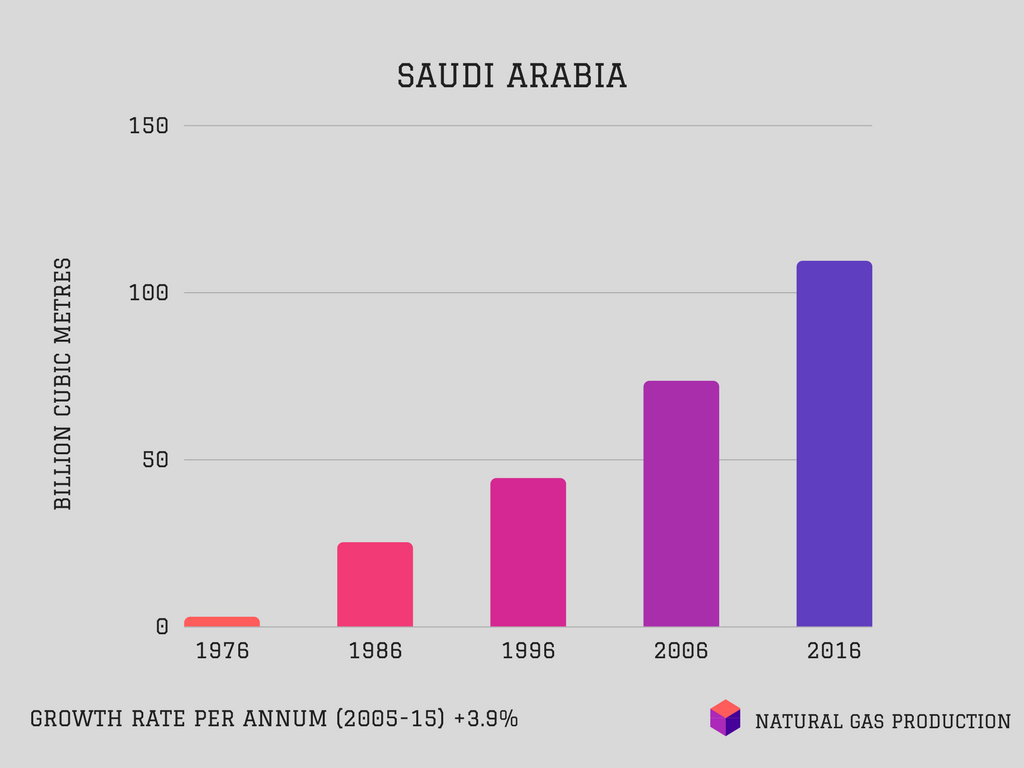 SAUDI ARABIA
150
100
50
0
BILLION CUBIC METRES
1976 1986 1996 2006 2016
GROWTH RATE PER ANNUM (2005-15) +3.9%
NATURAL GAS PRODUCTION